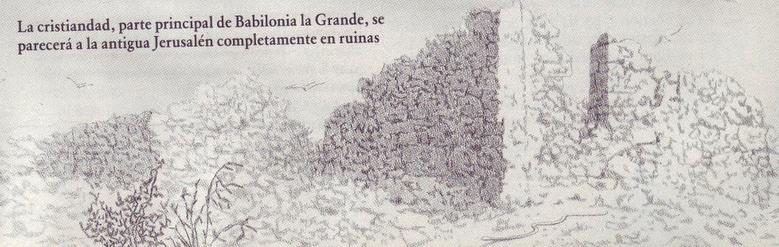 La cristiandad, parte principal de Babilonia la Grande, se
parecerá a la antigua Jerusalén completamente en ruinas